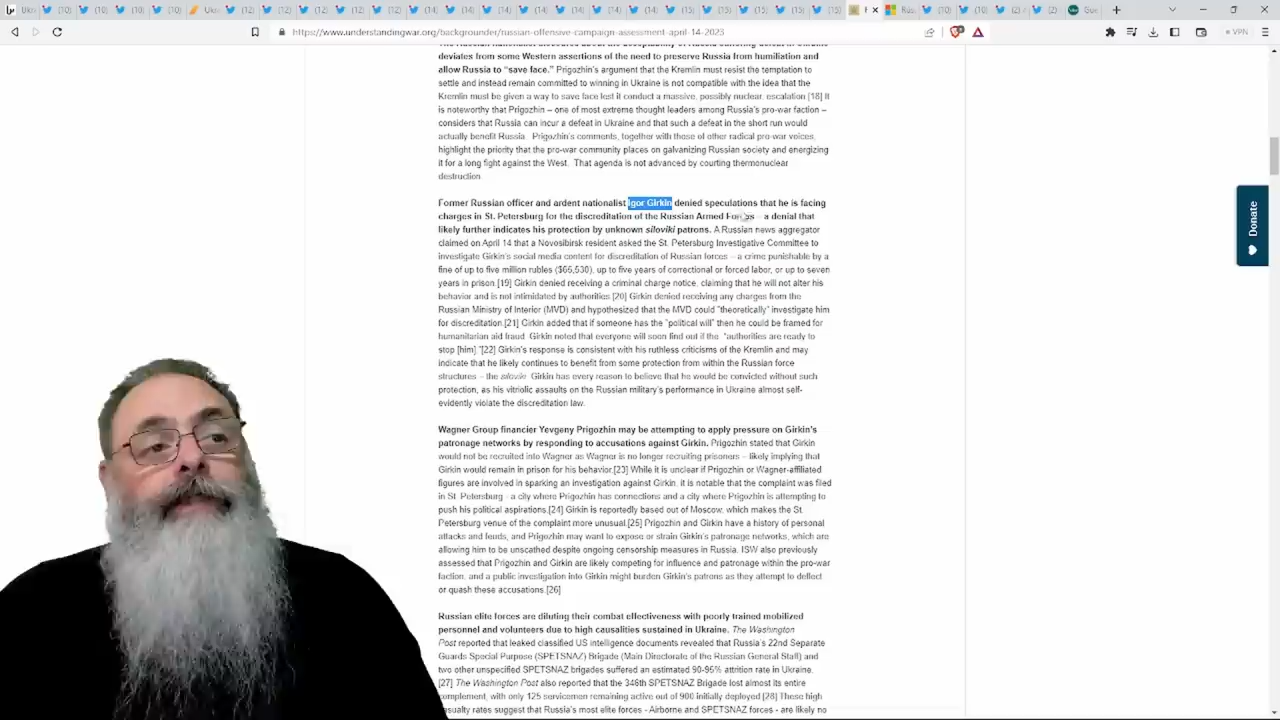 https://www.understandingwar.org/backgrounder/russian-offensive-campaign-assessment-april-14-2023
VPN
deviates from some Western assertions of the need to preserve Russia from humiliation and
allow Russia to “save face.” Prigozhin’s argument that the Kremlin must resist the temptation to
settle and instead remain committed to winning in Ukraine is not compatible with the idea that the
Kremlin must be given a way to save face lest it conduct a massive, possibly nuclear, escalation.[18] It
is noteworthy that Prigozhin – one of most extreme thought leaders among Russia’s pro-war faction –
considers that Russia can incur a defeat in Ukraine and that such a defeat in the short run would
actually benefit Russia. Prigozhin’s comments, together with those of other radical pro-war voices,
highlight the priority that the pro-war community places on galvanizing Russian society and energizing
it for a long fight against the West. That agenda is not advanced by courting thermonuclear
destruction.
Former Russian officer and ardent nationalist Igor Girkin denied speculations that he is facing
charges in St. Petersburg for the discreditation of the Russian Armed Forces – a denial that
likely further indicates his protection by unknown siloviki patrons. A Russian news aggregator
claimed on April 14 that a Novosibirsk resident asked the St. Petersburg Investigative Committee to
investigate Girkin’s social media content for discreditation of Russian forces – a crime punishable by a
fine of up to five million rubles ($65,530), up to five years of correctional or forced labor, or up to seven
years in prison.[19] Girkin denied receiving a criminal charge notice, claiming that he will not alter his
behavior and is not intimidated by authorities.[20] Girkin denied receiving any charges from the
Russian Ministry of Interior (MVD) and hypothesized that the MVD could “theoretically” investigate him
for discreditation.[21] Girkin added that if someone has the “political will” then he could be framed for
humanitarian aid fraud. Girkin noted that everyone will soon find out if the “authorities are ready to
stop [him].”[22] Girkin’s response is consistent with his ruthless criticisms of the Kremlin and may
indicate that he likely continues to benefit from some protection from within the Russian force
structures – the siloviki. Girkin has every reason to believe that he would be convicted without such
protection, as his vitriolic assaults on the Russian military’s performance in Ukraine almost self-
evidently violate the discreditation law.
Wagner Group financier Yevgeny Prigozhin may be attempting to apply pressure on Girkin’s
patronage networks by responding to accusations against Girkin. Prigozhin stated that Girkin
would not be recruited into Wagner as Wagner is no longer recruiting prisoners – likely implying that
Girkin would remain in prison for his behavior.[23] While it is unclear if Prigozhin or Wagner-affiliated
figures are involved in sparking an investigation against Girkin, it is notable that the complaint was filed
in St. Petersburg - a city where Prigozhin has connections and a city where Prigozhin is attempting to
push his political aspirations.[24] Girkin is reportedly based out of Moscow, which makes the St.
Petersburg venue of the complaint more unusual.[25] Prigozhin and Girkin have a history of personal
attacks and feuds, and Prigozhin may want to expose or strain Girkin’s patronage networks, which are
allowing him to be unscathed despite ongoing censorship measures in Russia. ISW also previously
assessed that Prigozhin and Girkin are likely competing for influence and patronage within the pro-war
faction, and a public investigation into Girkin might burden Girkin’s patrons as they attempt to deflect
or quash these accusations.[26]
Russian elite forces are diluting their combat effectiveness with poorly trained mobilized
personnel and volunteers due to high causalities sustained in Ukraine. The Washington
Post reported that leaked classified US intelligence documents revealed that Russia’s 22nd Separate
Guards Special Purpose (SPETSNAZ) Brigade (Main Directorate of the Russian General Staff) and
two other unspecified SPETSNAZ brigades suffered an estimated 90-95% attrition rate in Ukraine.
[27] The Washington Post also reported that the 346th SPETSNAZ Brigade lost almost its entire
complement, with only 125 servicemen remaining active out of 900 initially deployed.[28] These high
casualty rates suggest that Russia’s most elite forces - Airborne and SPETSNAZ forces - are likely no
Donate